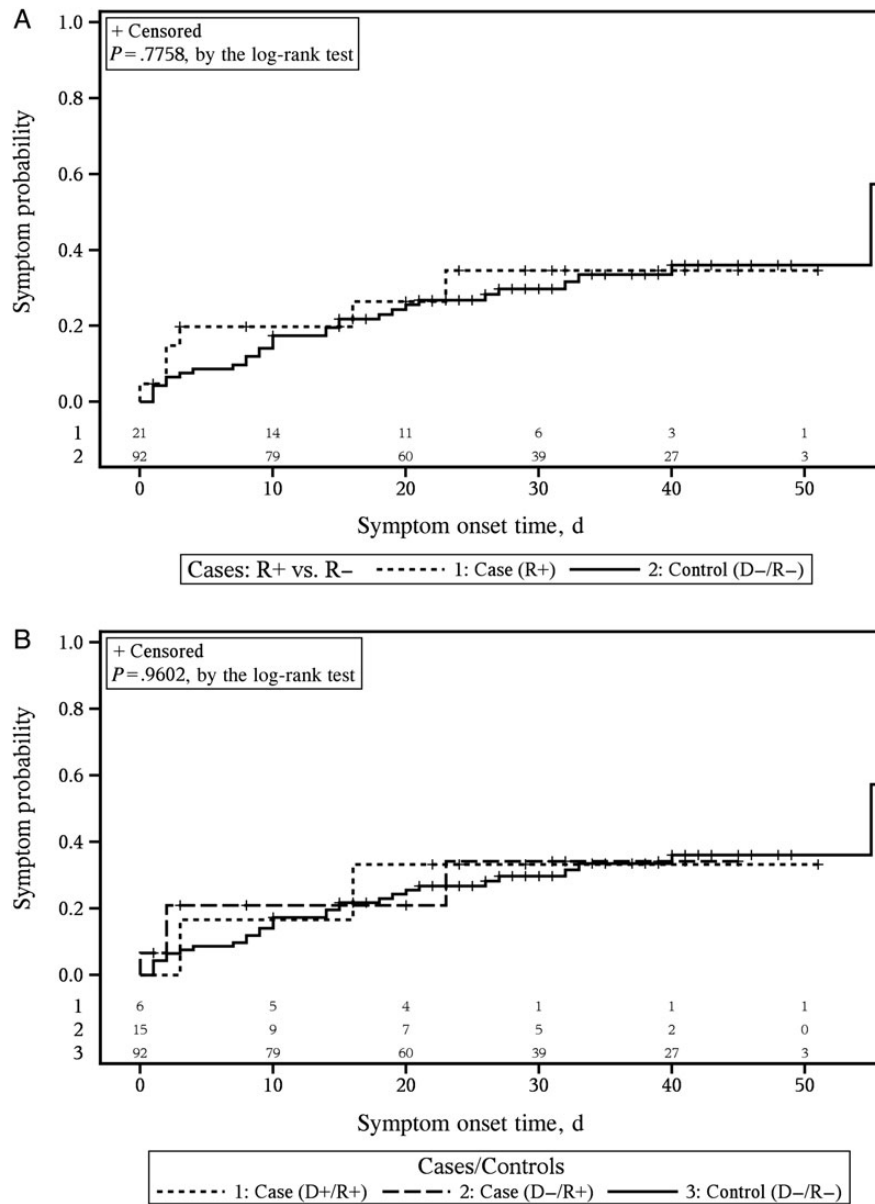 A
+ Censored
P=.7758, by the log-rank test
1.0
0.8
0.6
0.4
0.2
0.0
Symptom probability
1 21 14 11 6 3 1
2 92 79 60 39 27 3
0 10 20 30 40 50
Symptom onset time, d
Cases: R+ vs. R– 1: Case (R+) 2: Control (D–/R–)
B
+ Censored
P=.9602, by the log-rank test
1.0
0.8
0.6
0.4
0.2
0.0
Symptom probability
1 6 5 4 1 1 1
2 15 9 7 5 2 0
3 92 79 60 39 27 3
0 10 20 30 40 50
Symptom onset time, d
Cases/Controls
1: Case (D+/R+) 2: Case (D–/R+) 3: Control (D–/R–)